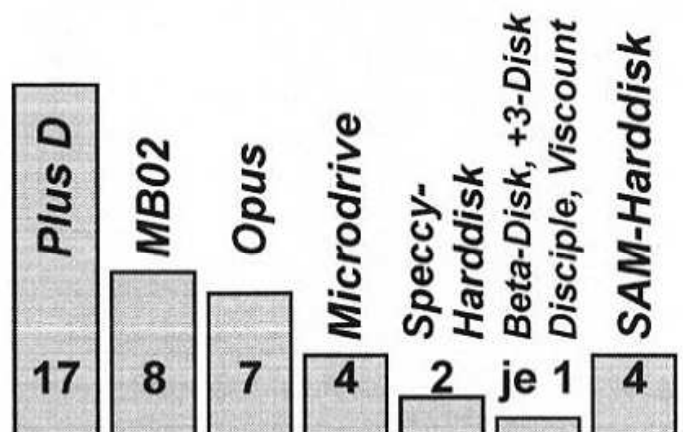 Plus D
MB02
Opus
Microdrive
Speccy-
Harddisk
Beta-Disk, +3-Disk
Disciple, Viscount
SAM-Harddisk
17
8
7
4
2
je 1
4